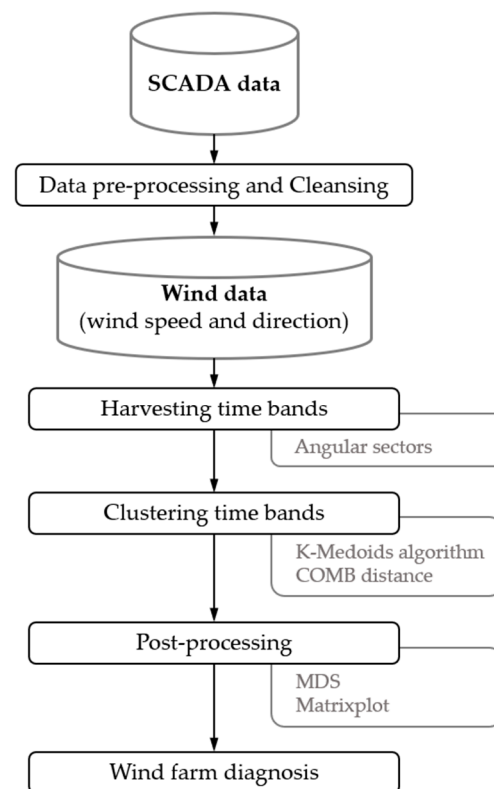 SCADA data
Data pre-processing and Cleansing
Wind data
(wind speed and direction)
Harvesting time bands
Angular sectors
Clustering time bands
K-Medoids algorithm
COMB distance
Post-processing
MDS
Matrixplot
Wind farm diagnosis